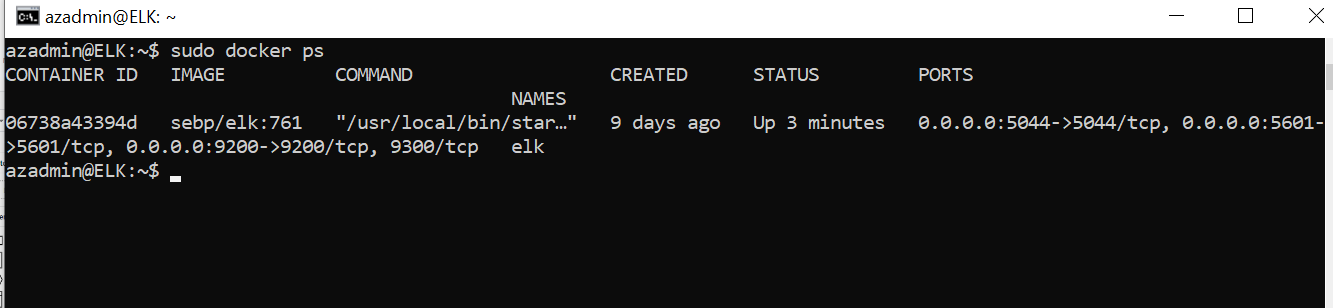 azadmin@ELK: ~
azadmin@ELK:~$ sudo docker ps
CONTAINER ID   IMAGE          COMMAND                  CREATED      STATUS         PORTS
                                              NAMES
06738a43394d   sebp/elk:761   "/usr/local/bin/star…"   9 days ago   Up 3 minutes   0.0.0.0:5044->5044/tcp, 0.0.0.0:5601-
>5601/tcp, 0.0.0.0:9200->9200/tcp, 9300/tcp   elk
azadmin@ELK:~$